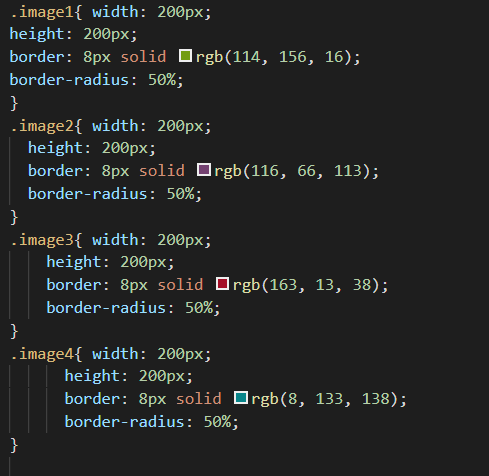 .image1{ width: 200px;
height: 200px;
border: 8px solid rgb(114, 156, 16);
border-radius: 50%;
}
.image2{ width: 200px;
height: 200px;
border: 8px solid rgb(116, 66, 113);
border-radius: 50%;
}
.image3{ width: 200px;
height: 200px;
border: 8px solid rgb(163, 13, 38);
border-radius: 50%;
}
.image4{ width: 200px;
height: 200px;
border: 8px solid rgb(8, 133, 138);
border-radius: 50%;
}